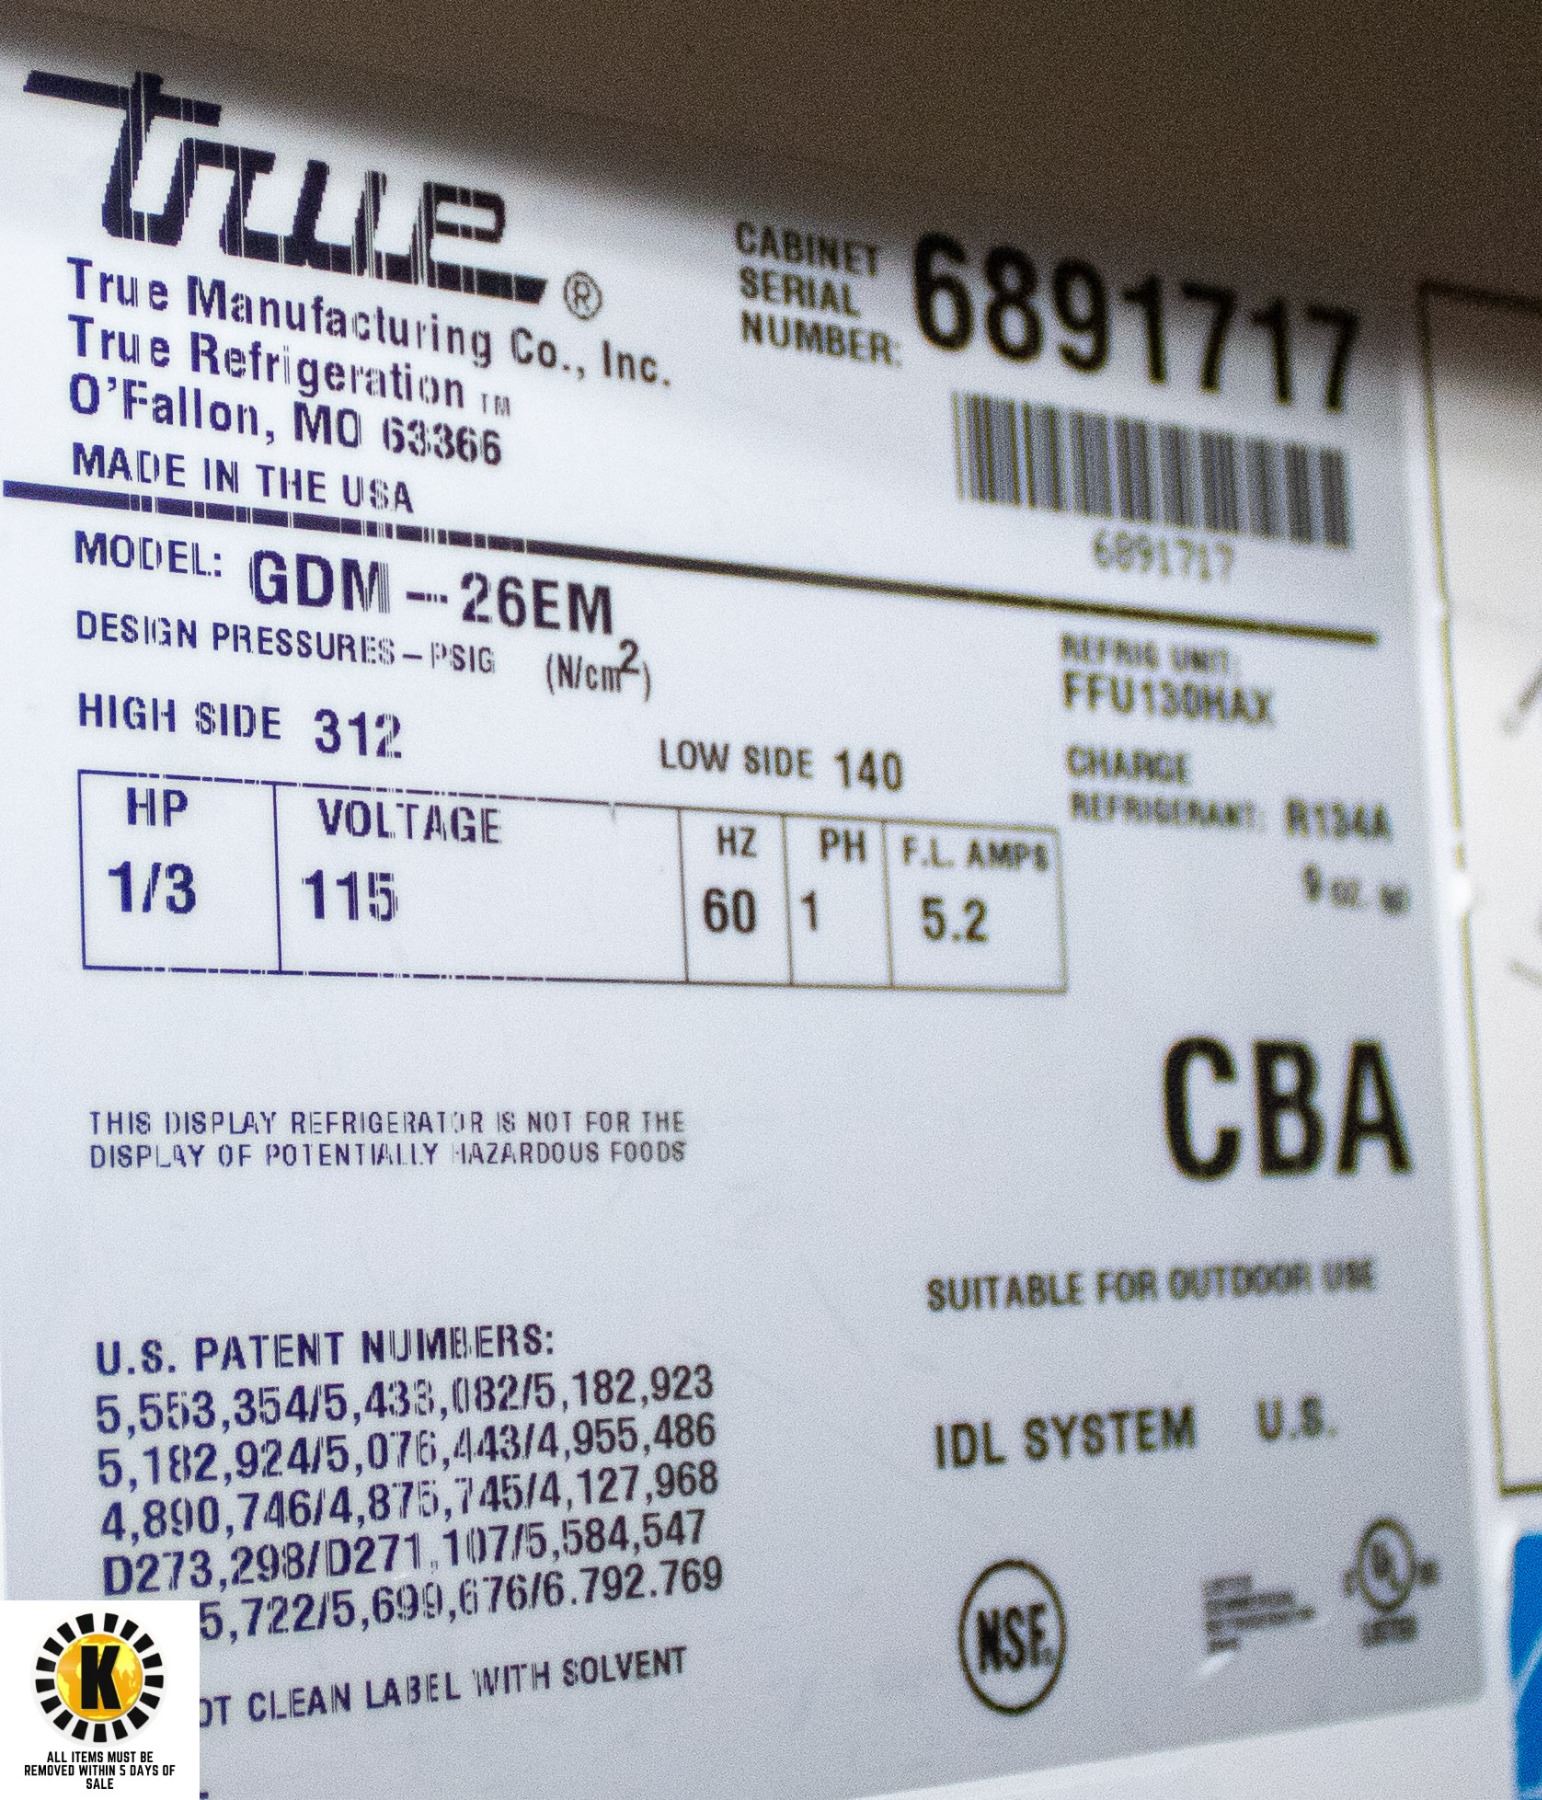 true ®
True Manufacturing Co., Inc.
True Refrigeration ™
O'Fallon, MO 63366
MADE IN THE USA
CABINET
SERIAL
NUMBER: 6891717
6891717
MODEL: GDM-26EM
DESIGN PRESSURES-PSIG (N/cm²)
HIGH SIDE 312 LOW SIDE 140
REFRIG UNIT:
FFU130HAX
CHARGE
REFRIGERANT: R134A
9 oz.
HP VOLTAGE HZ PH F.L. AMPS
1/3 115 60 1 5.2
CBA
THIS DISPLAY REFRIGERATOR IS NOT FOR THE
DISPLAY OF POTENTIALLY HAZARDOUS FOODS
SUITABLE FOR OUTDOOR USE
U.S. PATENT NUMBERS:
5,553,354/5,433,082/5,182,923
5,182,924/5,076,443/4,955,486
4,890,746/4,875,745/4,127,968
D273,298/D271,107/5,584,547
5,722/5,699,676/6.792.769
OT CLEAN LABEL WITH SOLVENT
IDL SYSTEM U.S.
NSF.
UL
LISTED
K
ALL ITEMS MUST BE
REMOVED WITHIN 5 DAYS OF
SALE